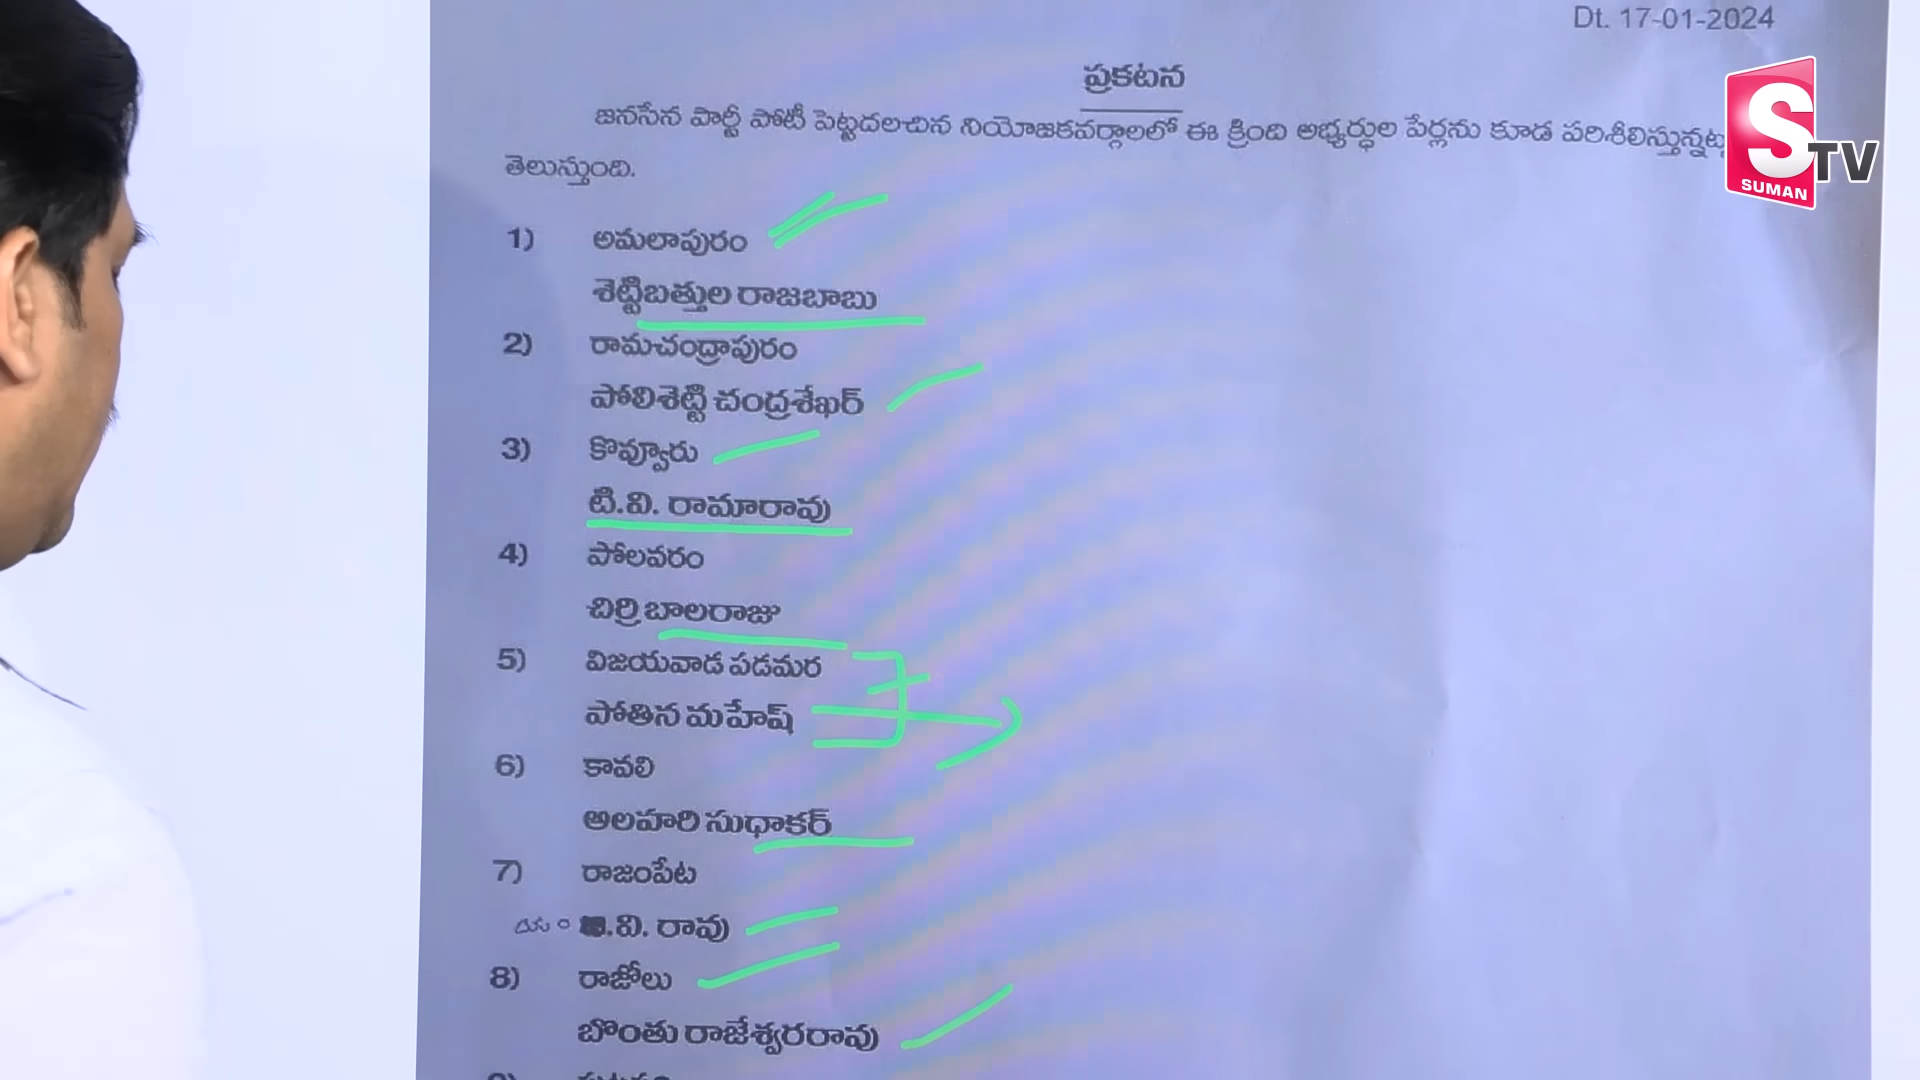 Dt. 17-01-2024
ప్రకటన
జనసేన పార్టీ పోటీ పెట్టదలచిన నియోజకవర్గాలలో ఈ క్రింది అభ్యర్ధుల పేర్లను కూడ పరిశీలిస్తున్నట్లు
తెలుస్తుంది.
1) అమలాపురం
శెట్టిబత్తుల రాజబాబు
2) రామచంద్రాపురం
పోలిశెట్టి చంద్రశేఖర్
3) కొవ్వూరు
టి.వి. రామారావు
4) పోలవరం
చిర్రి బాలరాజు
5) విజయవాడ పడమర
పోతిన మహేష్
6) కావలి
అలహరి సుధాకర్
7) రాజంపేట
.వి. రావు
8) రాజోలు
బొంతు రాజేశ్వరరావు
S TV
SUMAN